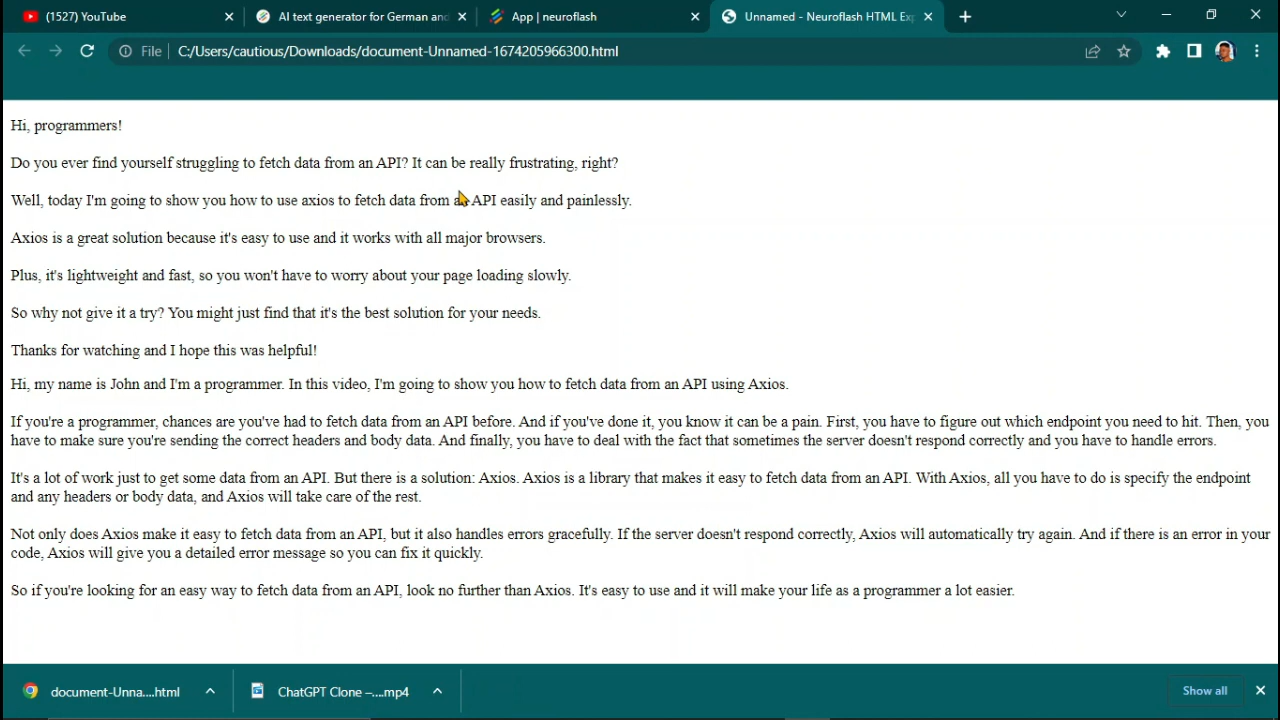 (1527) YouTube
AI text generator for German and
App | neuroflash
Unnamed - Neuroflash HTML Exp
File
C:/Users/cautious/Downloads/document-Unnamed-1674205966300.html
Hi, programmers!
Do you ever find yourself struggling to fetch data from an API? It can be really frustrating, right?
Well, today I'm going to show you how to use axios to fetch data from an API easily and painlessly.
Axios is a great solution because it's easy to use and it works with all major browsers.
Plus, it's lightweight and fast, so you won't have to worry about your page loading slowly.
So why not give it a try? You might just find that it's the best solution for your needs.
Thanks for watching and I hope this was helpful!
Hi, my name is John and I'm a programmer. In this video, I'm going to show you how to fetch data from an API using Axios.
If you're a programmer, chances are you've had to fetch data from an API before. And if you've done it, you know it can be a pain. First, you have to figure out which endpoint you need to hit. Then, you
have to make sure you're sending the correct headers and body data. And finally, you have to deal with the fact that sometimes the server doesn't respond correctly and you have to handle errors.
It's a lot of work just to get some data from an API. But there is a solution: Axios. Axios is a library that makes it easy to fetch data from an API. With Axios, all you have to do is specify the endpoint
and any headers or body data, and Axios will take care of the rest.
Not only does Axios make it easy to fetch data from an API, but it also handles errors gracefully. If the server doesn't respond correctly, Axios will automatically try again. And if there is an error in your
code, Axios will give you a detailed error message so you can fix it quickly.
So if you're looking for an easy way to fetch data from an API, look no further than Axios. It's easy to use and it will make your life as a programmer a lot easier.
document-Unna....html
ChatGPT Clone –....mp4
Show all